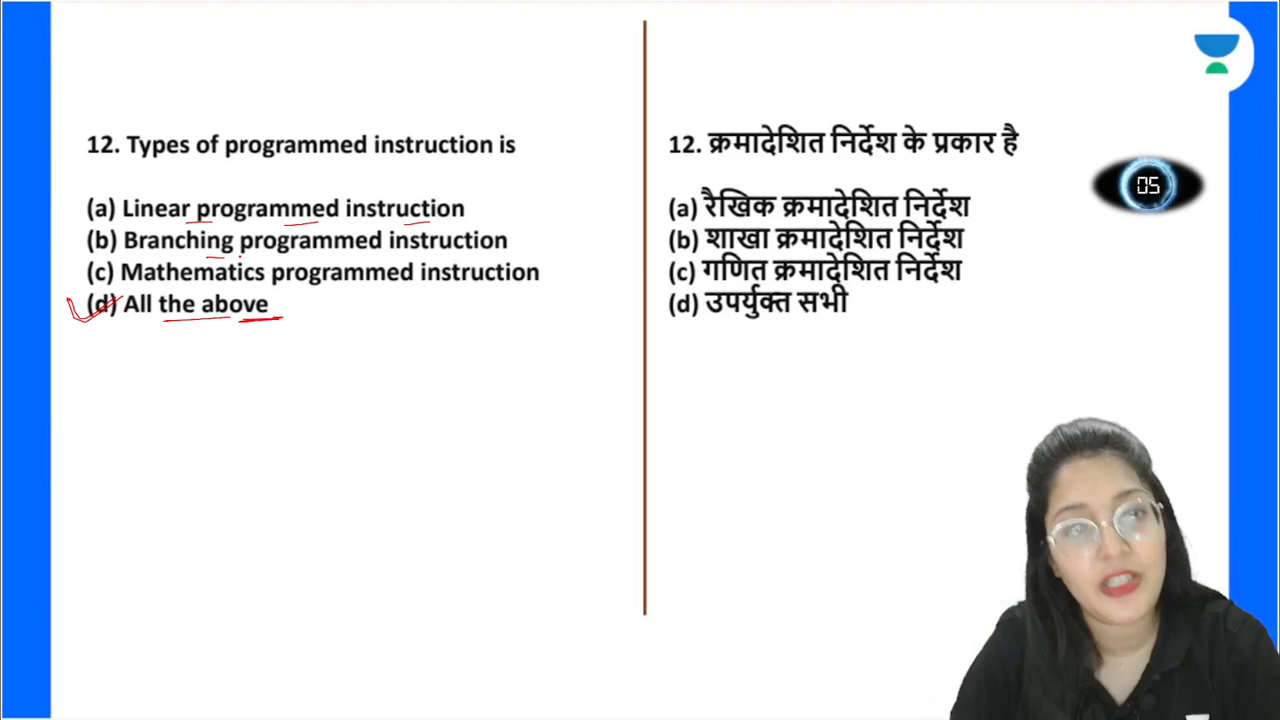 12. Types of programmed instruction is
(a) Linear programmed instruction
(b) Branching programmed instruction
(c) Mathematics programmed instruction
(d) All the above
12. क्रमादेशित निर्देश के प्रकार है
(a) रैखिक क्रमादेशित निर्देश
(b) शाखा क्रमादेशित निर्देश
(c) गणित क्रमादेशित निर्देश
(d) उपर्युक्त सभी
05